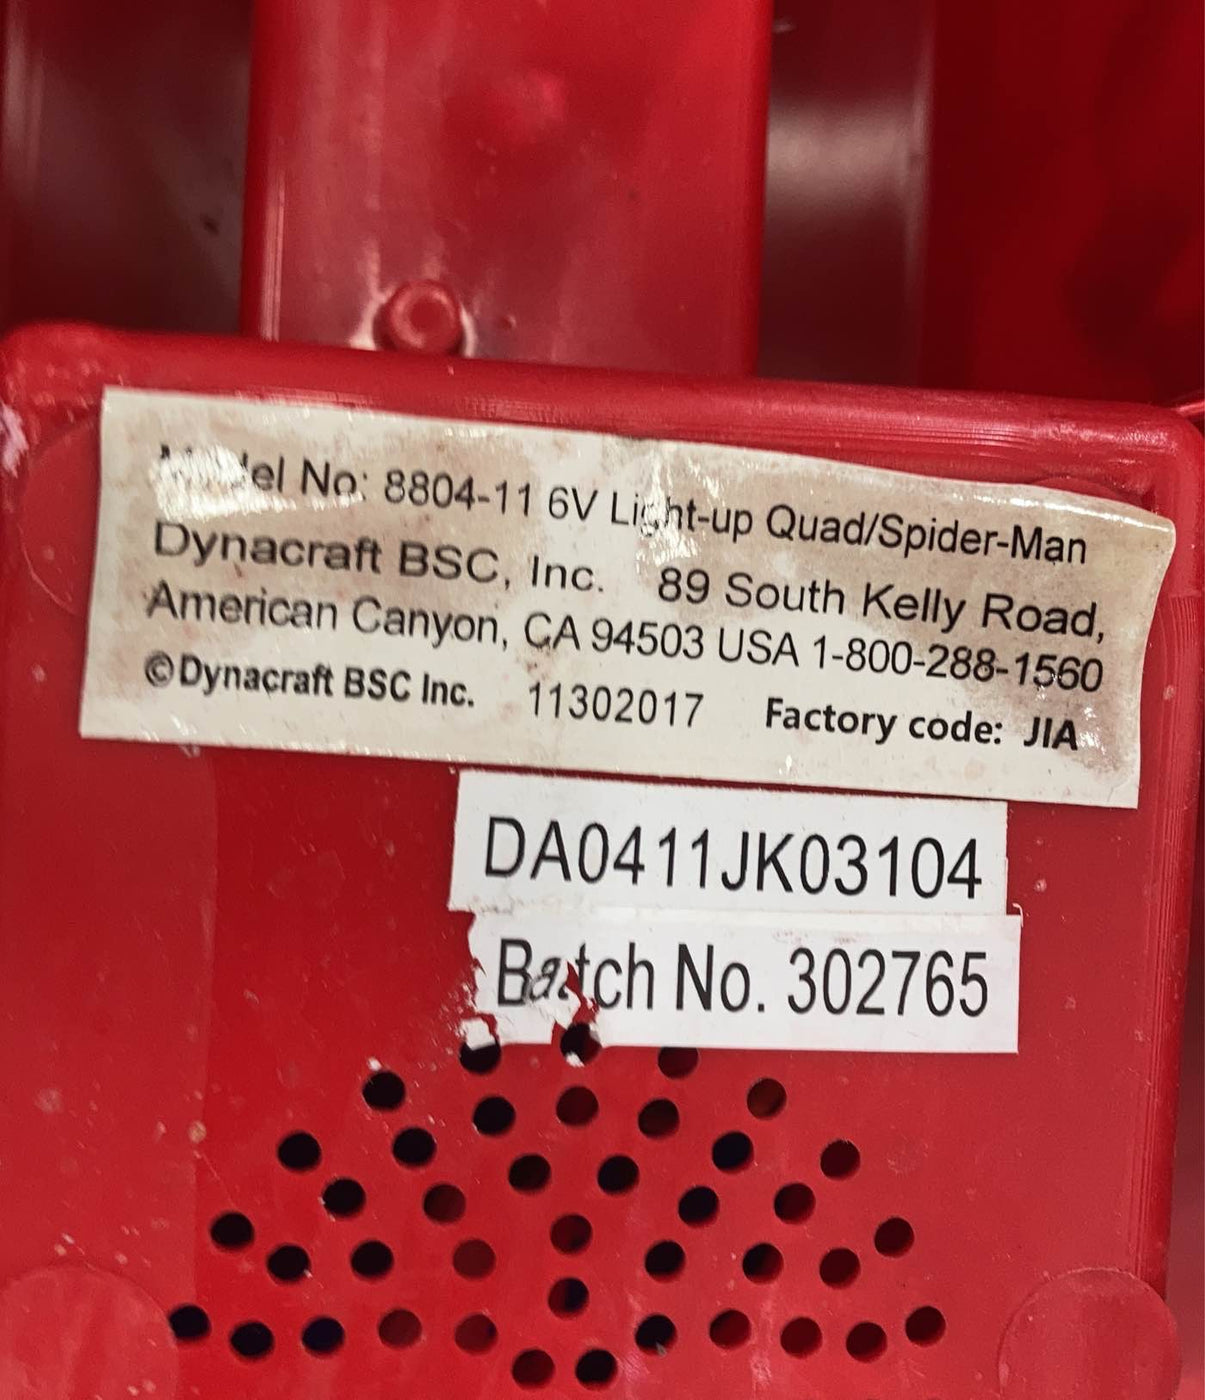 Model No: 8804-11 6V Light-up Quad/Spider-Man
Dynacraft BSC, Inc. 89 South Kelly Road,
American Canyon, CA 94503 USA 1-800-288-1560
©Dynacraft BSC Inc. 11302017 Factory code: JIA
DA0411JK03104
Batch No. 302765